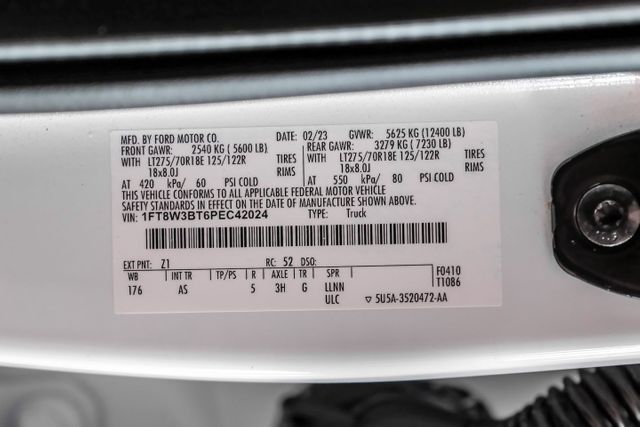 MFD. BY FORD MOTOR CO.
DATE: 02/23 GVWR: 5625 KG (12400 LB)
FRONT GAWR: 2540 KG (5600 LB) REAR GAWR: 3279 KG (7230 LB)
LT275/70R18E 125/122R TIRES LT275/70R18E 125/122R TIRES
18x8.0J RIMS 18x8.0J RIMS
AT 420 kPa/ 60 PSI COLD AT 550 kPa/ 80 PSI COLD
THIS VEHICLE CONFORMS TO ALL APPLICABLE FEDERAL MOTOR VEHICLE
SAFETY STANDARDS IN EFFECT ON THE DATE OF MANUFACTURE SHOWN ABOVE.
VIN: 1FT8W3BT6PEC42024 TYPE: Truck
EXT PNT: Z1 RC: 52 DSO:
WB INT TR TP/PS R AXLE TR SPR F0410
176 AS 5 3H G LLNN T1086
ULC 5U5A-3520472-AA